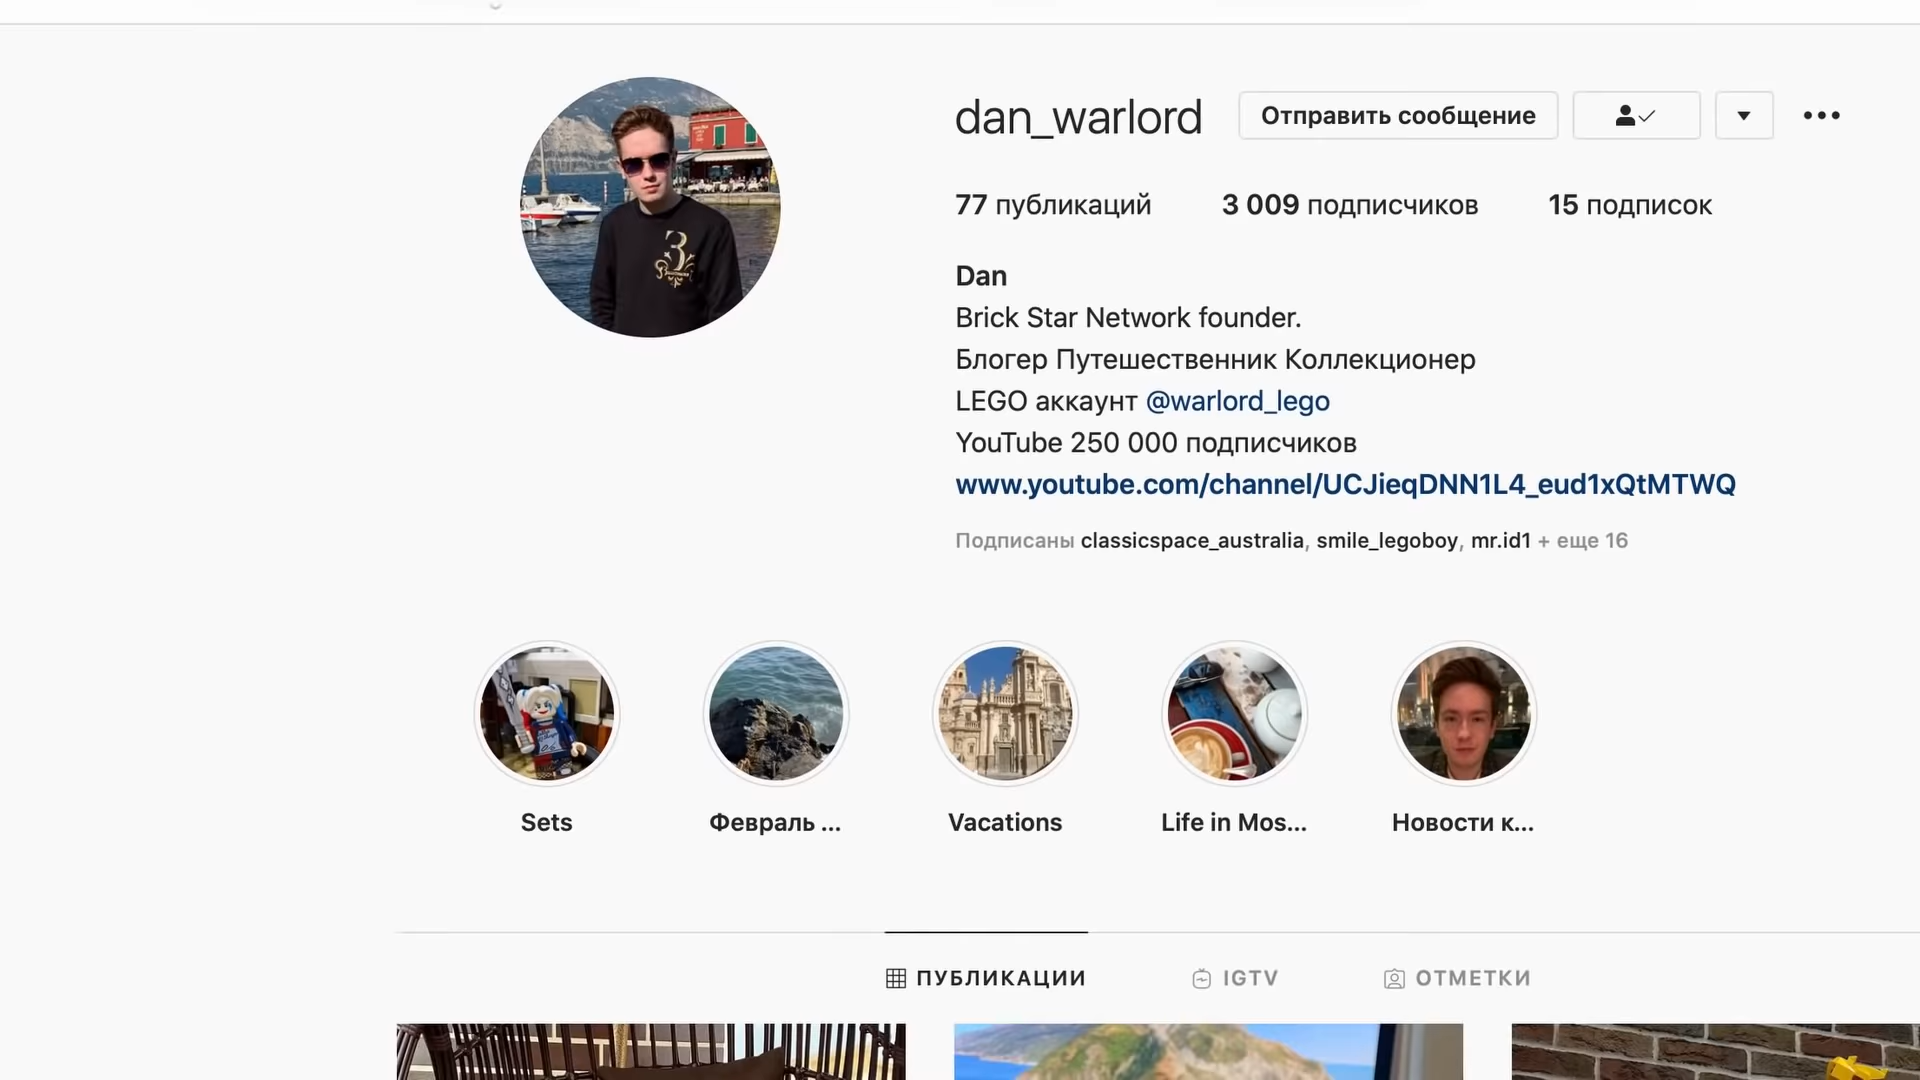 dan_warlord
Отправить сообщение
77 публикаций
3 009 подписчиков
15 подписок
Dan
Brick Star Network founder.
Блогер Путешественник Коллекционер
LEGO аккаунт @warlord_lego
YouTube 250 000 подписчиков
www.youtube.com/channel/UCJieqDNN1L4_eud1xQtMTWQ
Подписаны classicspace_australia, smile_legoboy, mr.id1 + еще 16
Sets
Февраль ...
Vacations
Life in Mos...
Новости к...
ПУБЛИКАЦИИ
IGTV
ОТМЕТКИ